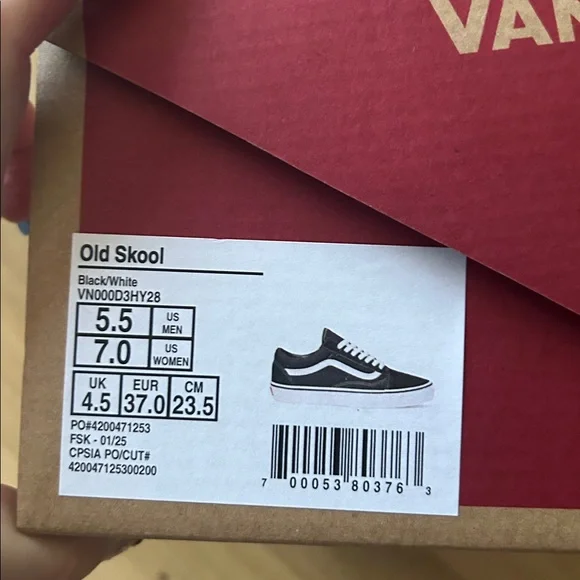 VANS
Old Skool
Black/White
VN000D3HY28
5.5 US MEN
7.0 US WOMEN
UK EUR CM
4.5 37.0 23.5
PO#4200471253
FSK - 01/25
CPSIA PO/CUT#
420047125300200
7 00053 80376 3